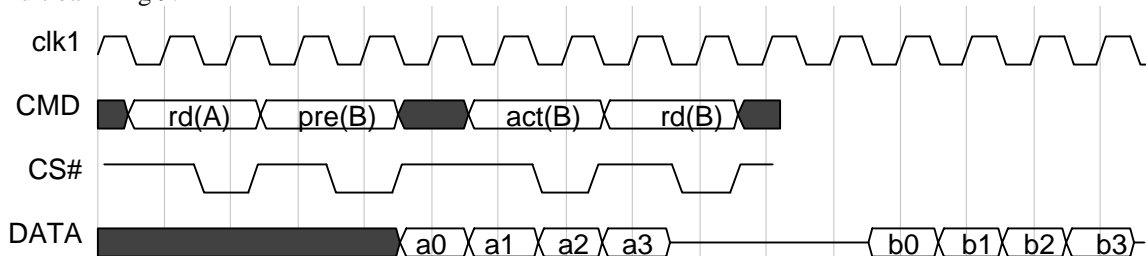 clk1
CMD rd(A) pre(B) act(B) rd(B)
CS#
DATA a0 a1 a2 a3 b0 b1 b2 b3